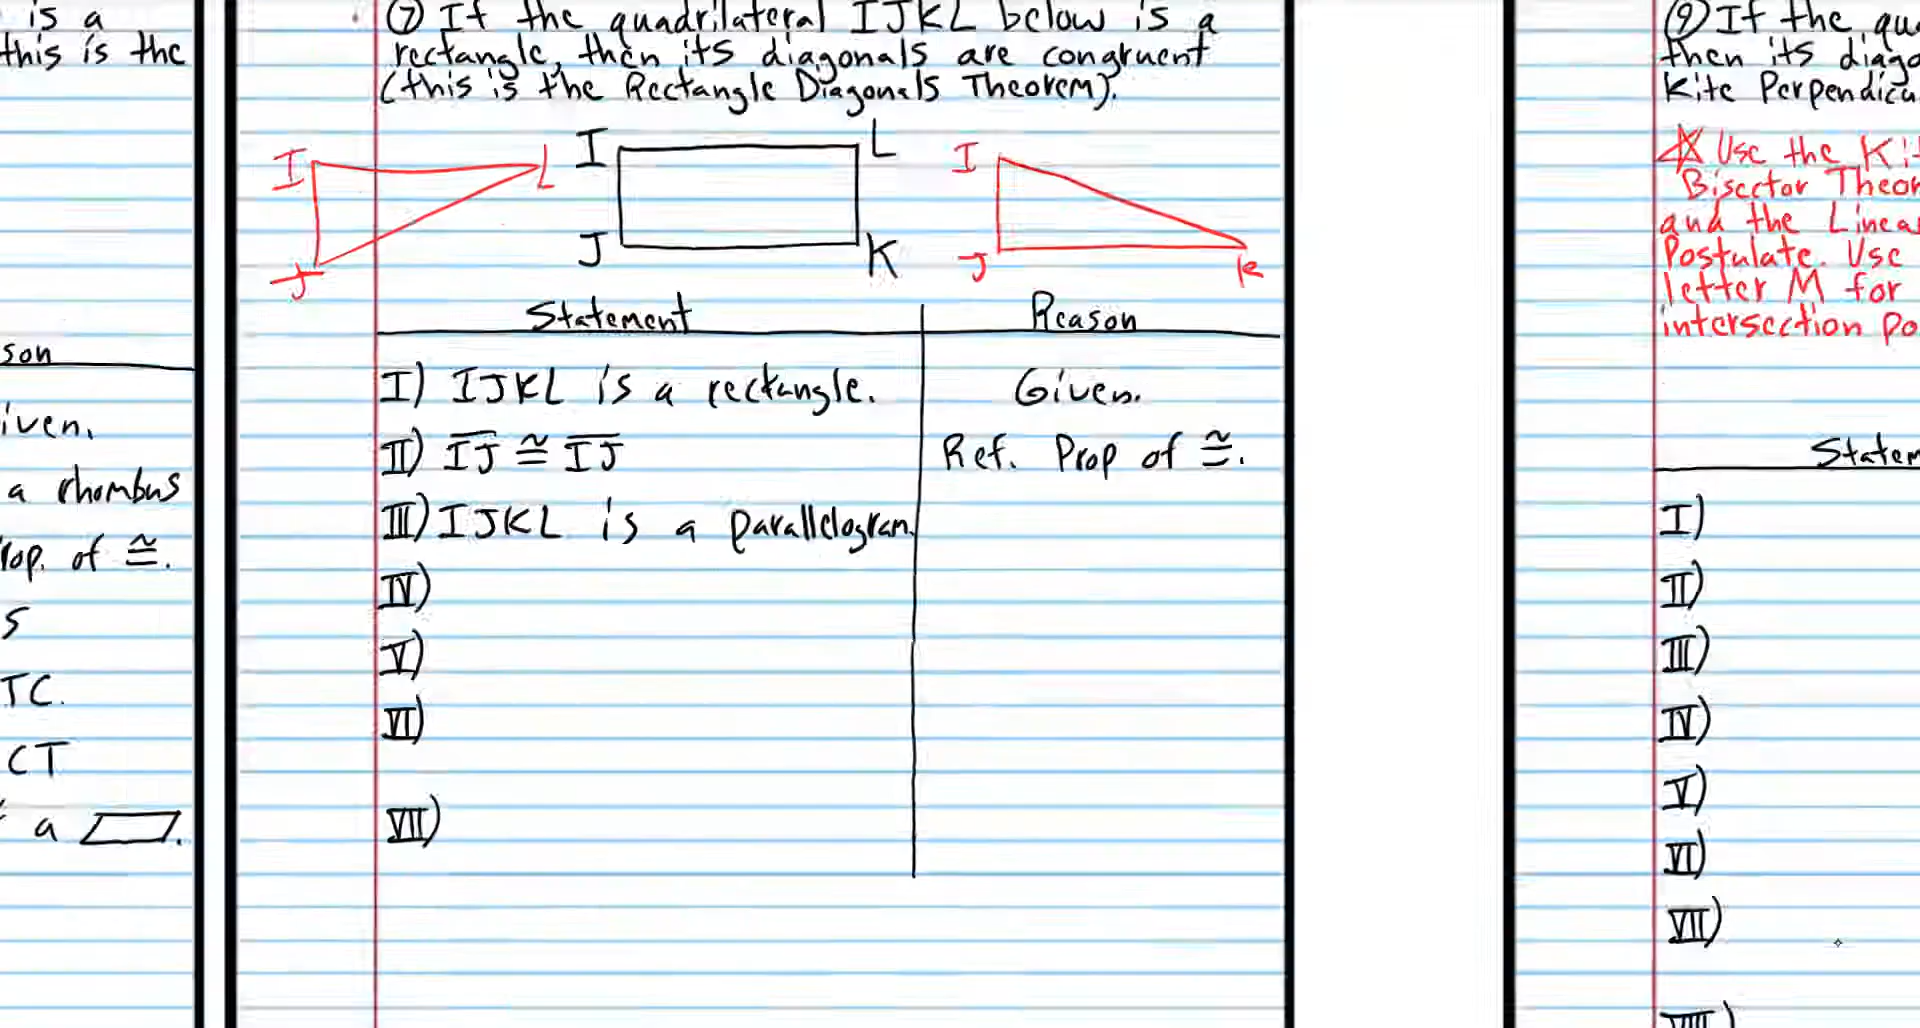 is a
this is the
son
iven.
a rhombus
rop. of ≅.
S
TC.
CT
a ▱.
⑦ If the quadrilateral IJKL below is a
rectangle, then its diagonals are congruent
(this is the Rectangle Diagonals Theorem).
I L
J
I L
J K
I
J K
Statement Reason
I) IJKL is a rectangle. Given.
II) IJ ≅ IJ Ref. Prop of ≅.
III) IJKL is a parallelogram.
IV)
V)
VI)
VII)
⑨ If the qu
then its diago
Kite Perpendicu
☆ Use the Kit
Bisector Theor
and the Linea
Postulate. Use
letter M for
intersection po
Statem
I)
II)
III)
IV)
V)
VI)
VII)
VIII)